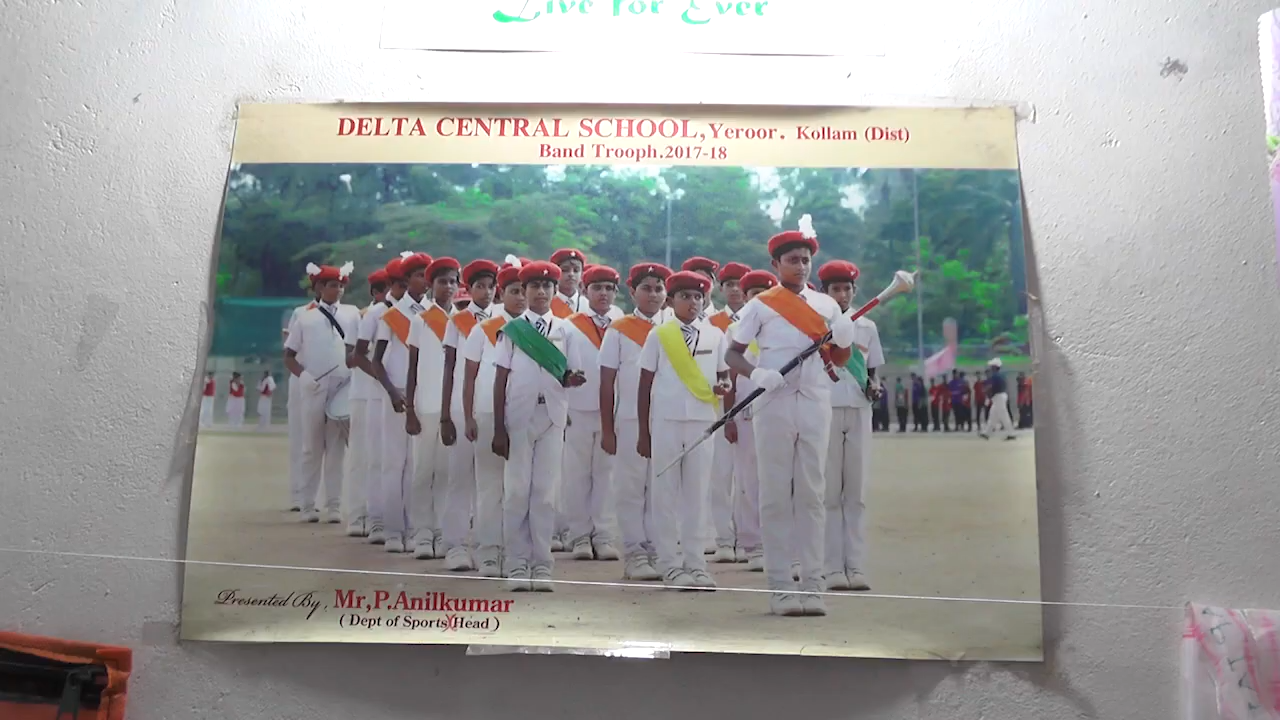 Live for Ever
DELTA CENTRAL SCHOOL,Yeroor. Kollam (Dist)
Band Trooph.2017-18
Presented By, Mr,P.Anilkumar
( Dept of Sports Head )